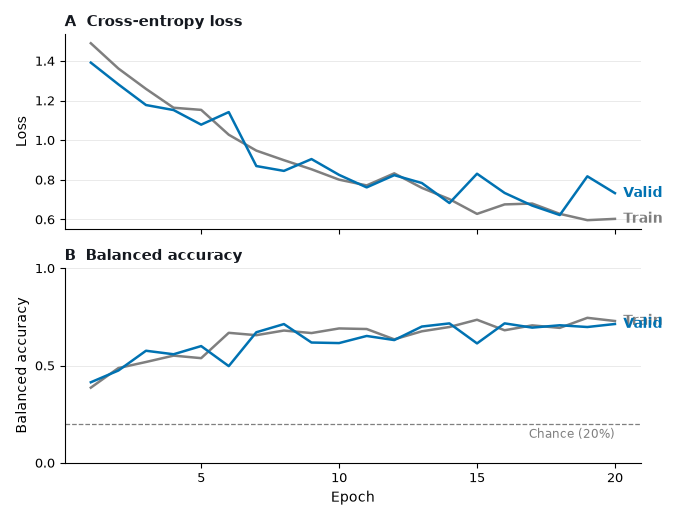 A Cross-entropy loss
1.4
1.2
1.0
0.8
0.6
Loss
Valid
Train
B Balanced accuracy
1.0
0.5
0.0
Balanced accuracy
Train
Valid
Chance (20%)
5 10 15 20
Epoch